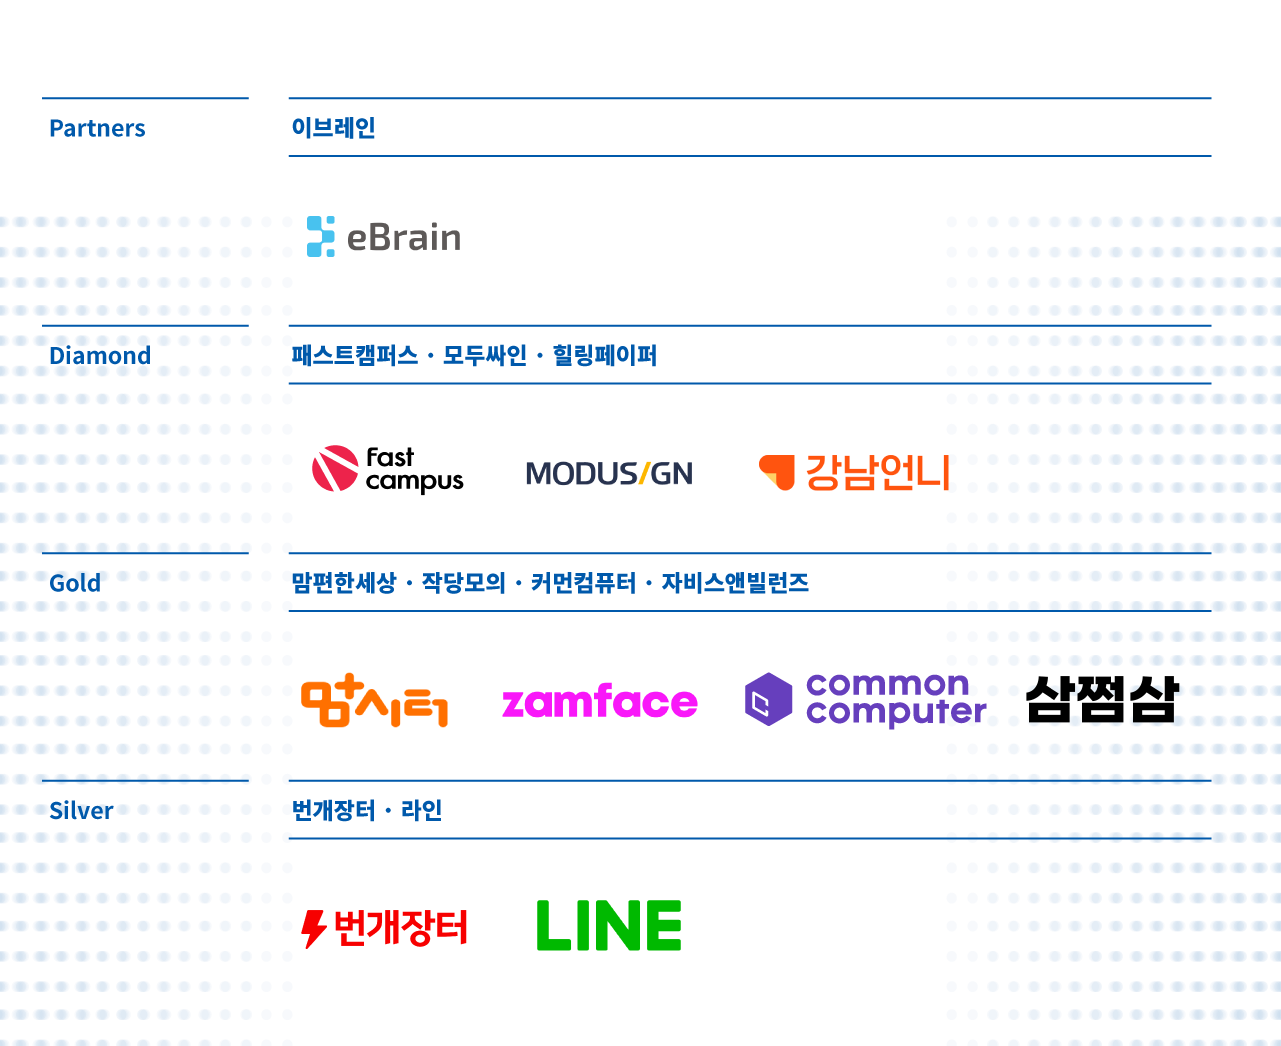 Partners
이브레인
eBrain
Diamond
패스트캠퍼스 · 모두싸인 · 힐링페이퍼
fast
campus
MODUSIGN
강남언니
Gold
맘편한세상 · 작당모의 · 커먼컴퓨터 · 자비스앤빌런즈
맘시터
zamface
common
computer
삼쩜삼
Silver
번개장터 · 라인
번개장터
LINE